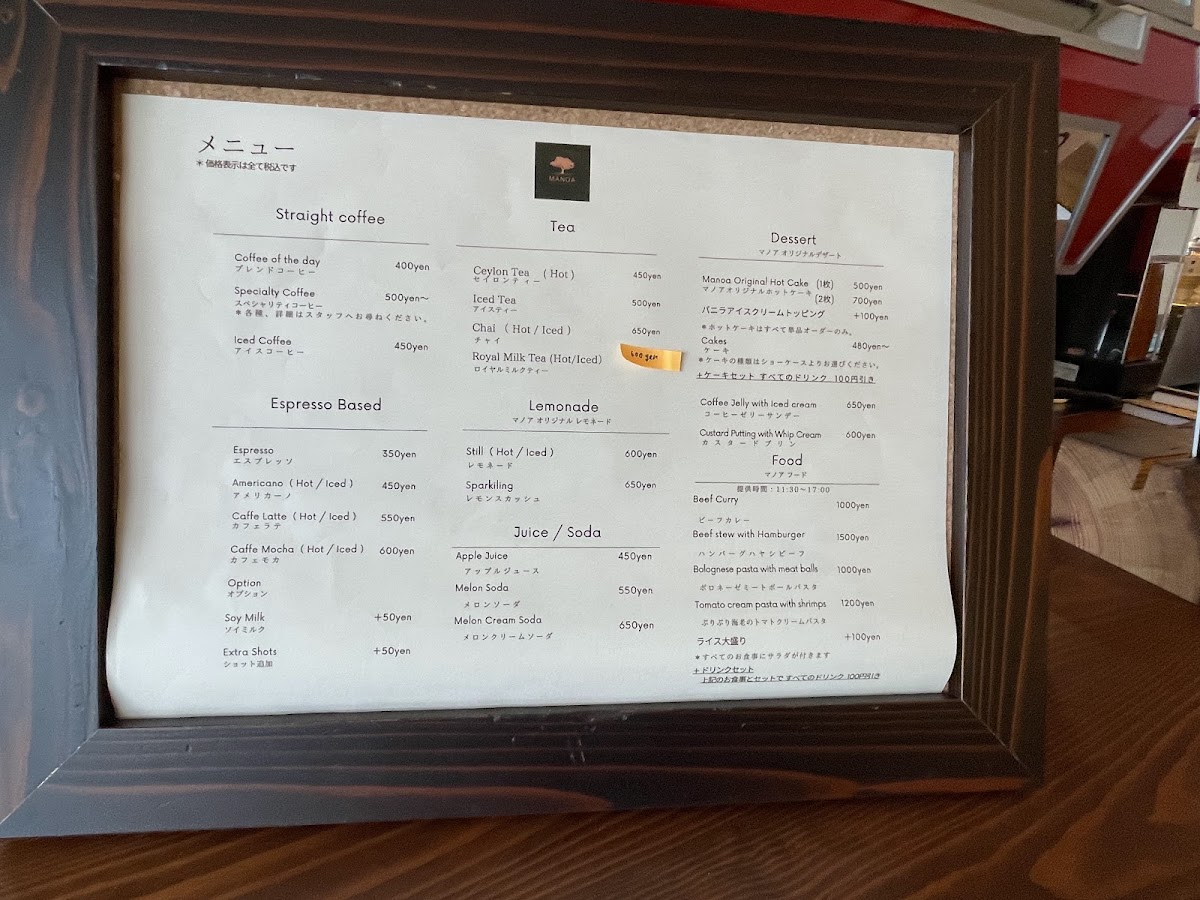 メニュー
＊価格表示は全て税込です
MANOA
Straight coffee
Coffee of the day 400yen
ブレンドコーヒー
Specialty Coffee 500yen～
スペシャリティコーヒー
＊各種、詳細はスタッフへお尋ねください。
Iced Coffee 450yen
アイスコーヒー
Espresso Based
Espresso 350yen
エスプレッソ
Americano ( Hot / Iced ) 450yen
アメリカーノ
Caffe Latte ( Hot / Iced ) 550yen
カフェラテ
Caffe Mocha ( Hot / Iced ) 600yen
カフェモカ
Option
オプション
Soy Milk +50yen
ソイミルク
Extra Shots +50yen
ショット追加
Tea
Ceylon Tea ( Hot ) 450yen
セイロンティー
Iced Tea 500yen
アイスティー
Chai ( Hot / Iced ) 650yen
チャイ
Royal Milk Tea (Hot/Iced) 600 yen
ロイヤルミルクティー
Lemonade
マノア オリジナル レモネード
Still ( Hot / Iced ) 600yen
レモネード
Sparkiling 650yen
レモンスカッシュ
Juice / Soda
Apple Juice 450yen
アップルジュース
Melon Soda 550yen
メロンソーダ
Melon Cream Soda 650yen
メロンクリームソーダ
Dessert
マノア オリジナルデザート
Manoa Original Hot Cake (1枚) 500yen
マノアオリジナルホットケーキ (2枚) 700yen
バニラアイスクリームトッピング +100yen
＊ホットケーキはすべて単品オーダーのみ。
Cakes 480yen～
ケーキ
＊ケーキの種類はショーケースよりお選びください。
+ケーキセット すべてのドリンク 100円引き
Coffee Jelly with Iced cream 650yen
コーヒーゼリーサンデー
Custard Putting with Whip Cream 600yen
カスタードプリン
Food
マノア フード
提供時間：11:30～17:00
Beef Curry 1000yen
ビーフカレー
Beef stew with Hamburger 1500yen
ハンバーグハヤシビーフ
Bolognese pasta with meat balls 1000yen
ボロネーゼミートボールパスタ
Tomato cream pasta with shrimps 1200yen
ぷりぷり海老のトマトクリームパスタ
ライス大盛り +100yen
＊すべてのお食事にサラダが付きます
+ドリンクセット
上記のお食事とセットで すべてのドリンク 100円引き